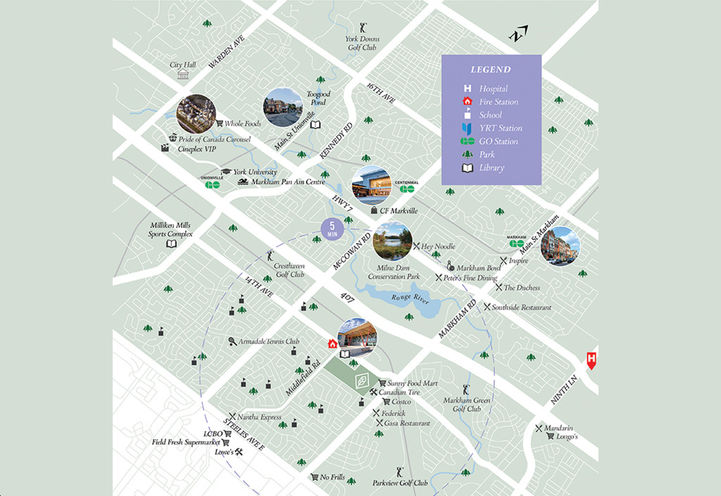 York Downs
Golf Club
City Hall
WARDEN AVE
16TH AVE
LEGEND
H Hospital
Fire Station
School
YRT Station
GO Station
Park
Library
Toogood
Pond
Main St Unionville
Whole Foods
Pride of Canada Carousel
Cineplex VIP
KENNEDY RD
York University
Markham Pan Am Centre
UNIONVILLE
CENTENNIAL
HWY 7
CF Markville
5
MIN
McCOWAN RD
Milliken Mills
Sports Complex
Hey Noodle
MARKHAM
Main St Markham
Inspire
Milne Dam
Conservation Park
Markham Bowl
Peter's Fine Dining
The Duchess
Cresthaven
Golf Club
14TH AVE
407
Rouge River
MARKHAM RD
Southside Restaurant
Armadale Tennis Club
Middlefield Rd
H
NINTH LN
Sunny Food Mart
Canadian Tire
Costco
Markham Green
Golf Club
Federick
Gasa Restaurant
Nantha Express
STEELES AVE E
LCBO
Field Fresh Supermarket
Lowe's
Mandarin
Longo's
No Frills
Parkview Golf Club
N